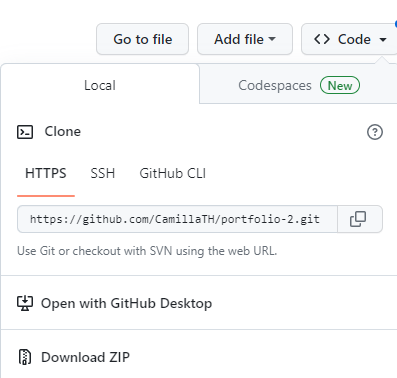 Go to file Add file Code
Local Codespaces New
Clone
HTTPS SSH GitHub CLI
https://github.com/CamillaTH/portfolio-2.git
Use Git or checkout with SVN using the web URL.
Open with GitHub Desktop
Download ZIP